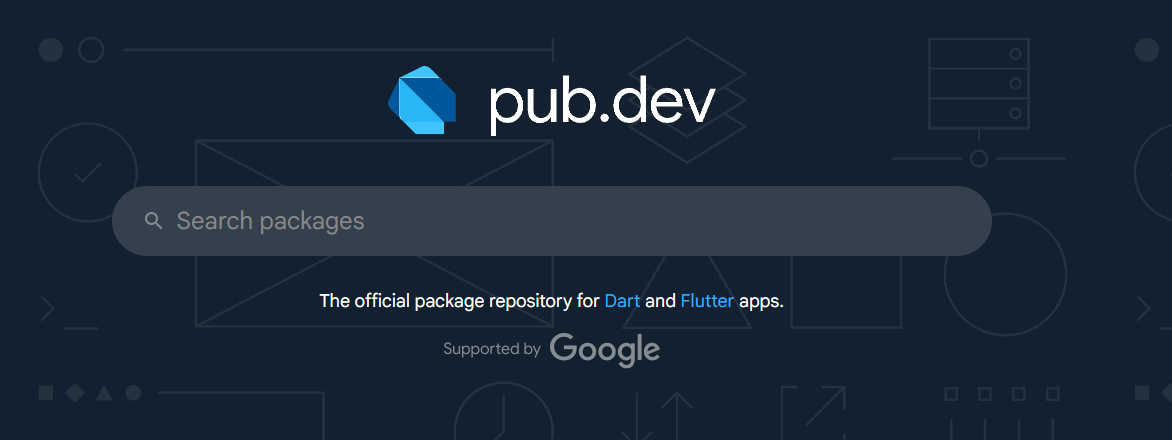 pub.dev
Search packages
The official package repository for Dart and Flutter apps.
Supported by Google